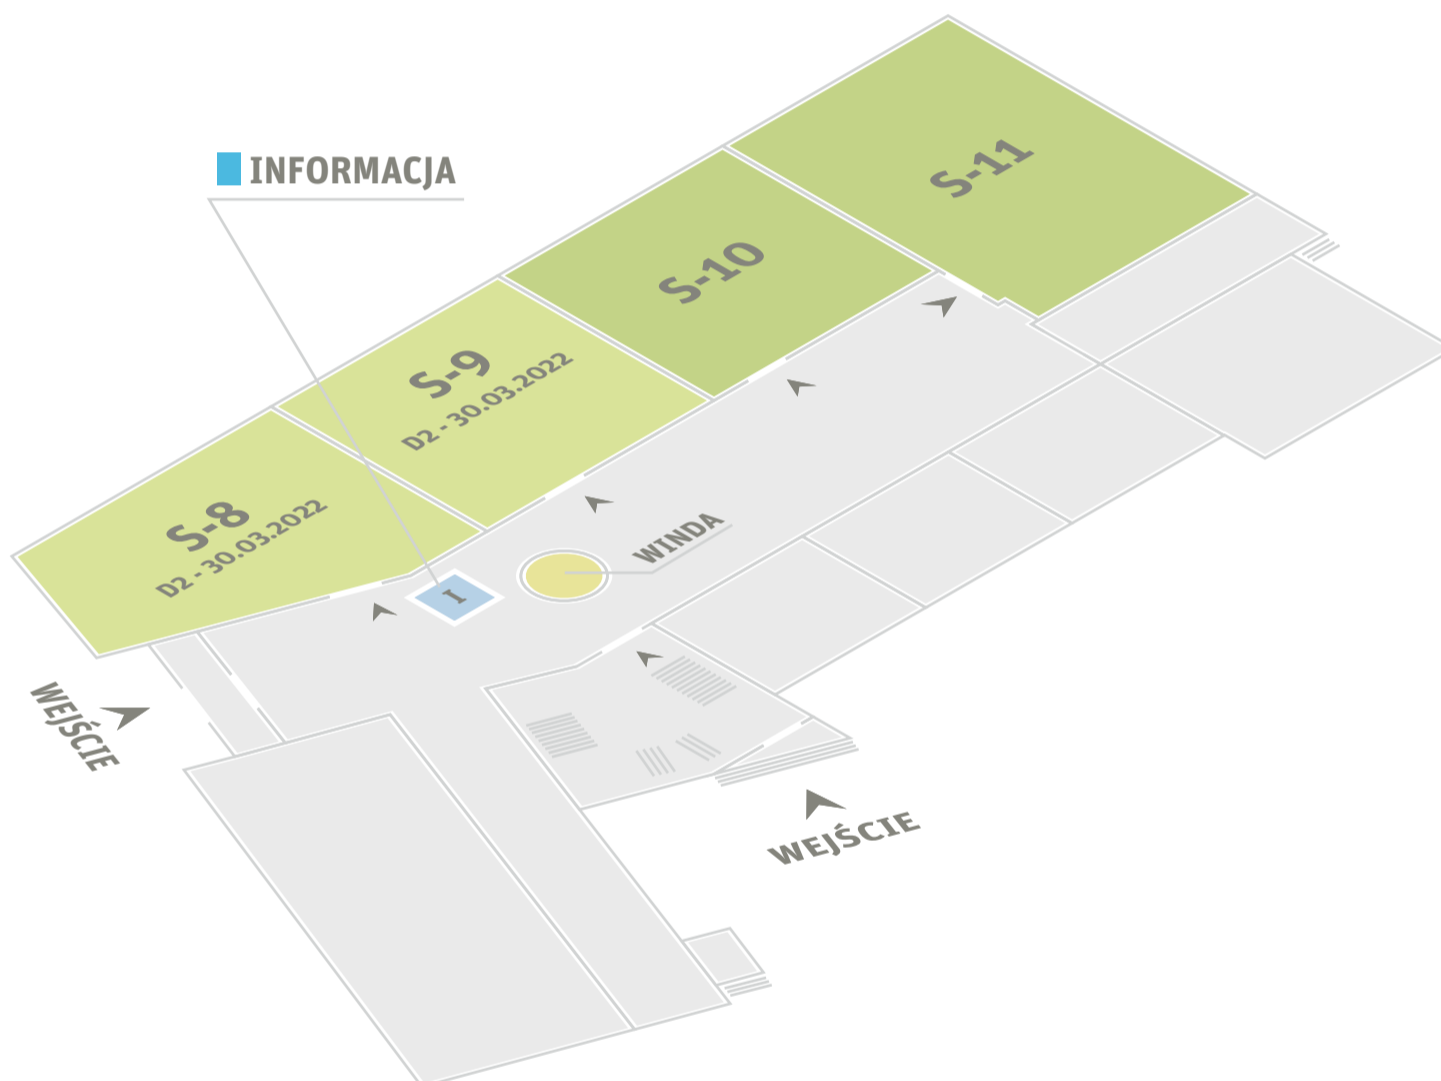 INFORMACJA
S-11
S-10
S-9
D2 - 30.03.2022
S-8
D2 - 30.03.2022
WINDA
I
WEJŚCIE
WEJŚCIE